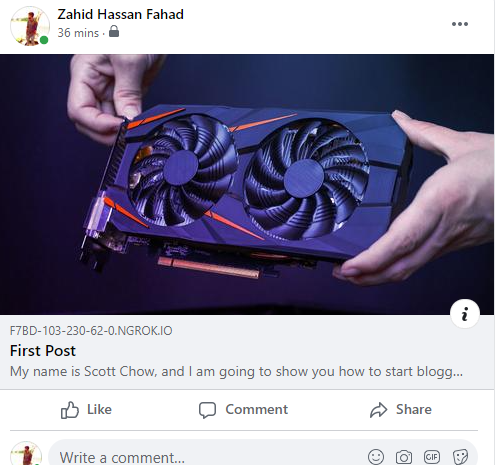 Zahid Hassan Fahad
36 mins ·
F7BD-103-230-62-0.NGROK.IO
First Post
My name is Scott Chow, and I am going to show you how to start blogg...
Like Comment Share
Write a comment...
GIF